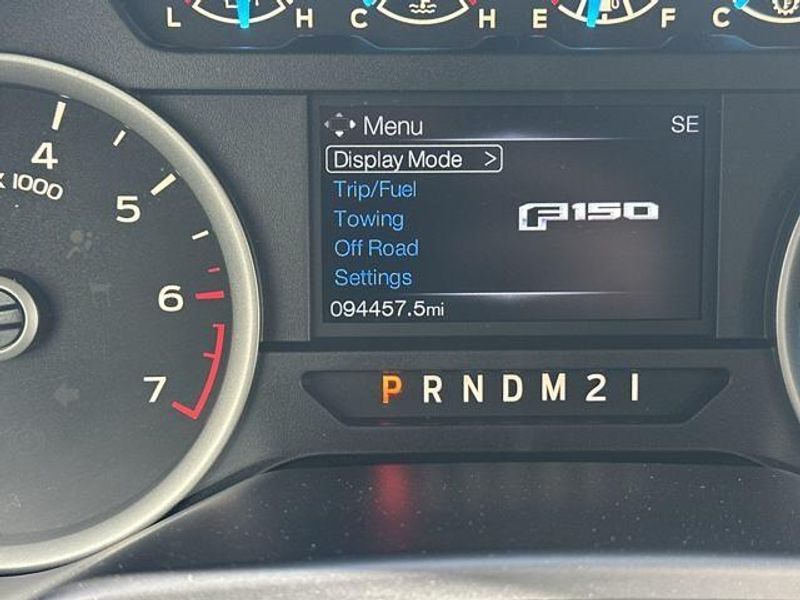 L H C H E F C
4
x 1000
5
6
7
Menu SE
Display Mode >
Trip/Fuel
Towing
Off Road
Settings
F150
094457.5mi
P R N D M 2 1